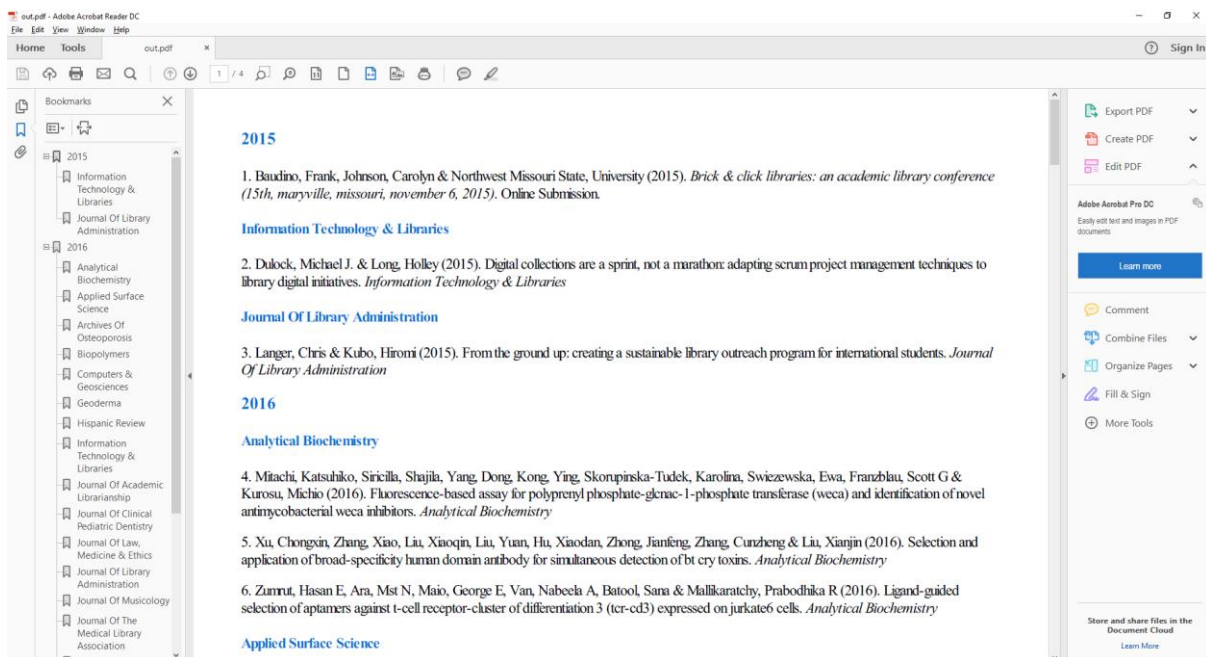 out.pdf - Adobe Acrobat Reader DC
File Edit View Window Help
Home Tools out.pdf × Sign In
1 / 4
Bookmarks
2015
Information
Technology &
Libraries
Journal Of Library
Administration
2016
Analytical
Biochemistry
Applied Surface
Science
Archives Of
Osteoporosis
Biopolymers
Computers &
Geosciences
Geoderma
Hispanic Review
Information
Technology &
Libraries
Journal Of Academic
Librarianship
Journal Of Clinical
Pediatric Dentistry
Journal Of Law,
Medicine & Ethics
Journal Of Library
Administration
Journal Of Musicology
Journal Of The
Medical Library
Association
2015
1. Baudino, Frank, Johnson, Carolyn & Northwest Missouri State, University (2015). Brick & click libraries: an academic library conference
(15th, maryville, missouri, november 6, 2015). Online Submission.
Information Technology & Libraries
2. Dulock, Michael J. & Long, Holley (2015). Digital collections are a sprint, not a marathon: adapting scrum project management techniques to
library digital initiatives. Information Technology & Libraries
Journal Of Library Administration
3. Langer, Chris & Kubo, Hiromi (2015). From the ground up: creating a sustainable library outreach program for international students. Journal
Of Library Administration
2016
Analytical Biochemistry
4. Mitachi, Katsuhiko, Siricilla, Shajila, Yang, Dong, Kong, Ying, Skorupinska-Tudek, Karolina, Swiezewska, Ewa, Franzblau, Scott G &
Kurosu, Michio (2016). Fluorescence-based assay for polyprenyl phosphate-glcnac-1-phosphate transferase (weca) and identification of novel
antimycobacterial weca inhibitors. Analytical Biochemistry
5. Xu, Chongxin, Zhang, Xiao, Liu, Xiaoqin, Liu, Yuan, Hu, Xiaodan, Zhong, Jianfeng, Zhang, Cunzheng & Liu, Xianjin (2016). Selection and
application of broad-specificity human domain antibody for simultaneous detection of bt cry toxins. Analytical Biochemistry
6. Zumrut, Hasan E, Ara, Mst N, Maio, George E, Van, Nabeela A, Batool, Sana & Mallikaratchy, Prabodhika R (2016). Ligand-guided
selection of aptamers against t-cell receptor-cluster of differentiation 3 (tcr-cd3) expressed on jurkate6 cells. Analytical Biochemistry
Applied Surface Science
Export PDF
Create PDF
Edit PDF
Adobe Acrobat Pro DC
Easily edit text and images in PDF
documents
Learn more
Comment
Combine Files
Organize Pages
Fill & Sign
More Tools
Store and share files in the
Document Cloud
Learn More